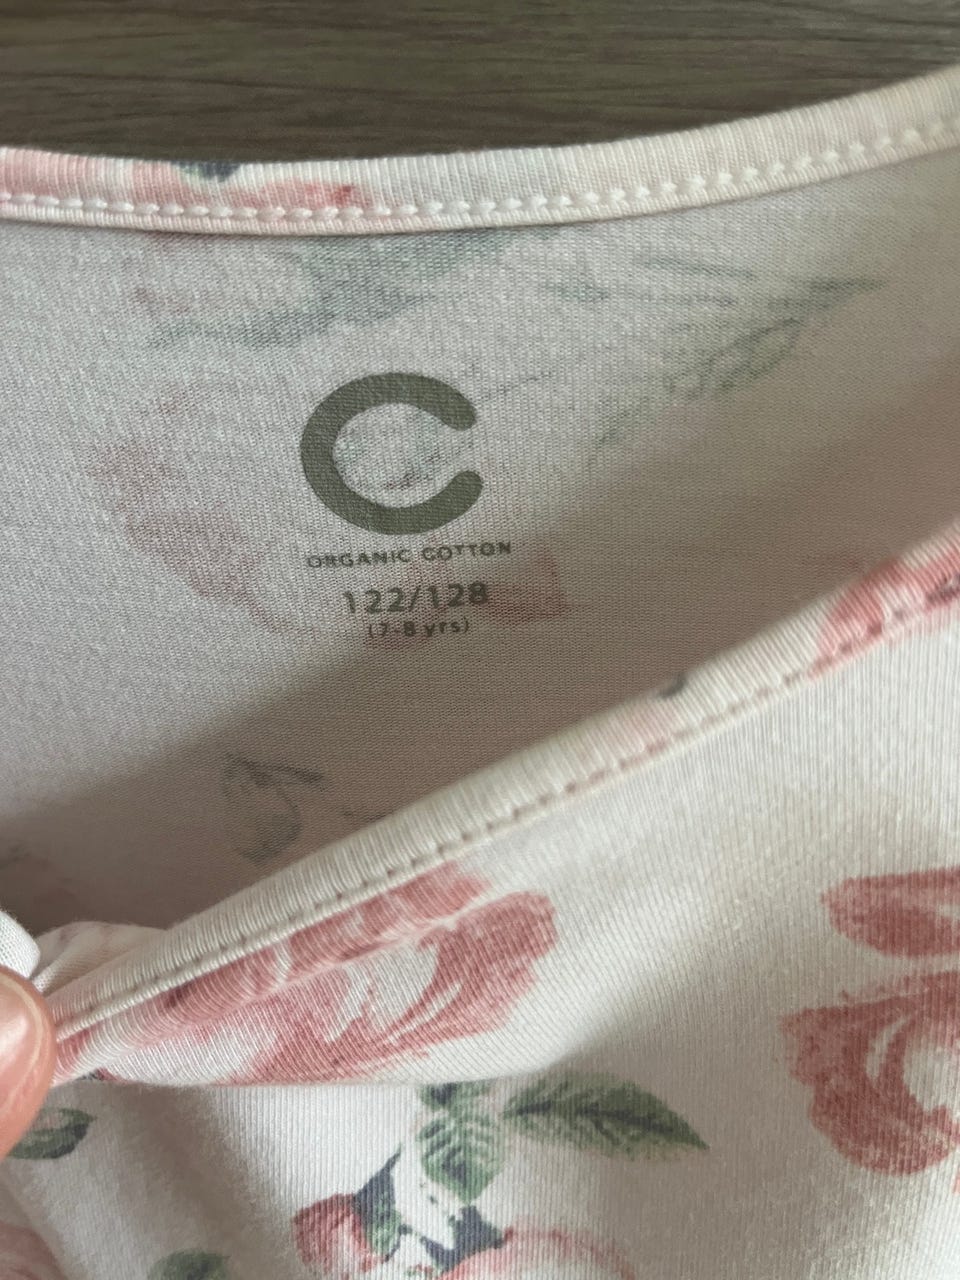 C
ORGANIC COTTON
122/128
(7-8 yrs)